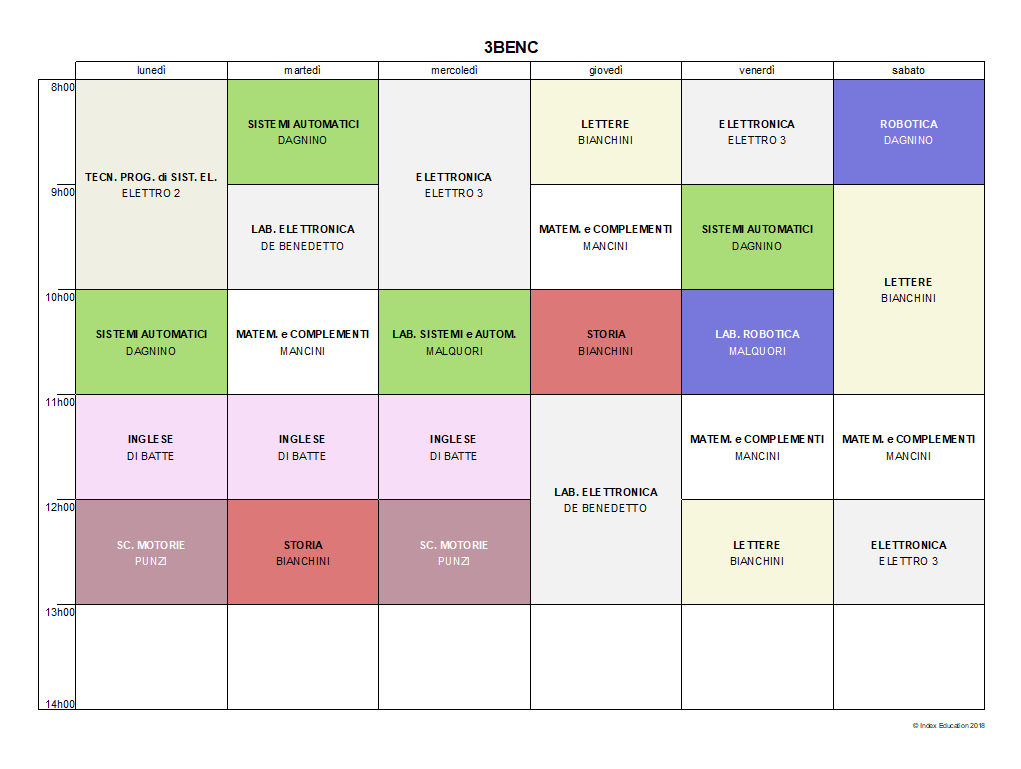 3BENC
lunedì martedì mercoledì giovedì venerdì sabato
8h00
SISTEMI AUTOMATICI LETTERE ELETTRONICA ROBOTICA
DAGNINO BIANCHINI ELETTRO 3 DAGNINO
TECN. PROG. di SIST. EL. ELETTRONICA
9h00 ELETTRO 2 ELETTRO 3
LAB. ELETTRONICA MATEM. e COMPLEMENTI SISTEMI AUTOMATICI
DE BENEDETTO MANCINI DAGNINO
LETTERE
10h00 BIANCHINI
SISTEMI AUTOMATICI MATEM. e COMPLEMENTI LAB. SISTEMI e AUTOM. STORIA LAB. ROBOTICA
DAGNINO MANCINI MALQUORI BIANCHINI MALQUORI
11h00
INGLESE INGLESE INGLESE MATEM. e COMPLEMENTI MATEM. e COMPLEMENTI
DI BATTE DI BATTE DI BATTE MANCINI MANCINI
LAB. ELETTRONICA
12h00 DE BENEDETTO
SC. MOTORIE STORIA SC. MOTORIE LETTERE ELETTRONICA
PUNZI BIANCHINI PUNZI BIANCHINI ELETTRO 3
13h00
14h00
© Index Education 2018